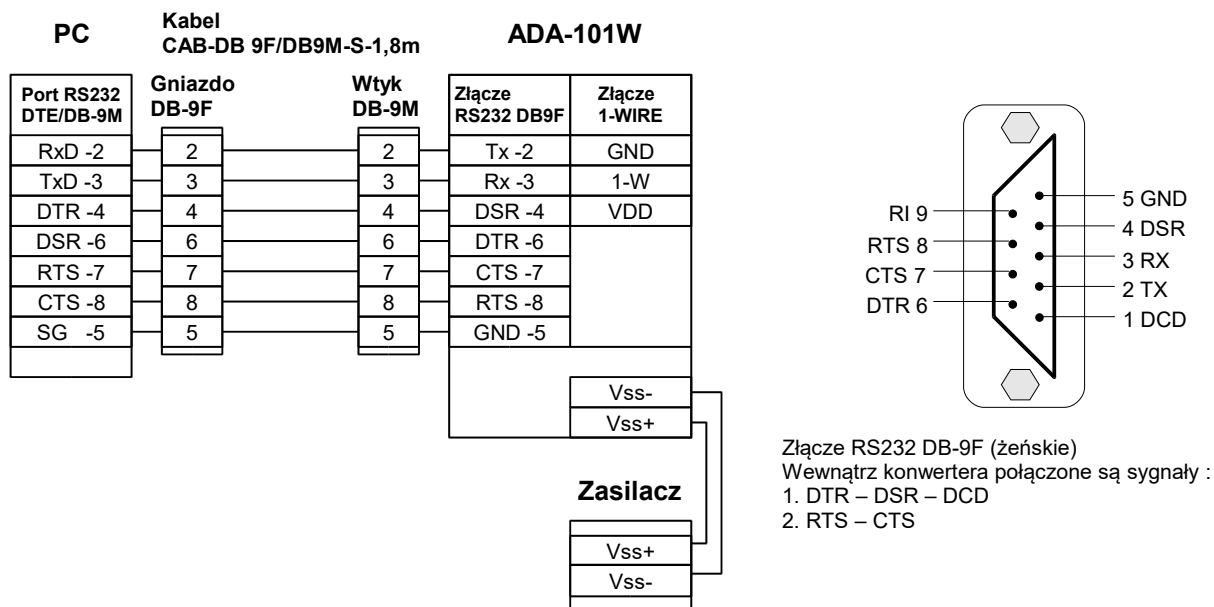 PC
Kabel
CAB-DB 9F/DB9M-S-1,8m
ADA-101W
Port RS232
DTE/DB-9M
Gniazdo
DB-9F
Wtyk
DB-9M
Złącze
RS232 DB9F
Złącze
1-WIRE
RxD -2 2 2 Tx -2 GND
TxD -3 3 3 Rx -3 1-W
DTR -4 4 4 DSR -4 VDD
DSR -6 6 6 DTR -6
RTS -7 7 7 CTS -7
CTS -8 8 8 RTS -8
SG -5 5 5 GND -5
Vss-
Vss+
Zasilacz
Vss+
Vss-
RI 9
RTS 8
CTS 7
DTR 6
5 GND
4 DSR
3 RX
2 TX
1 DCD
Złącze RS232 DB-9F (żeńskie)
Wewnątrz konwertera połączone są sygnały :
1. DTR – DSR – DCD
2. RTS – CTS